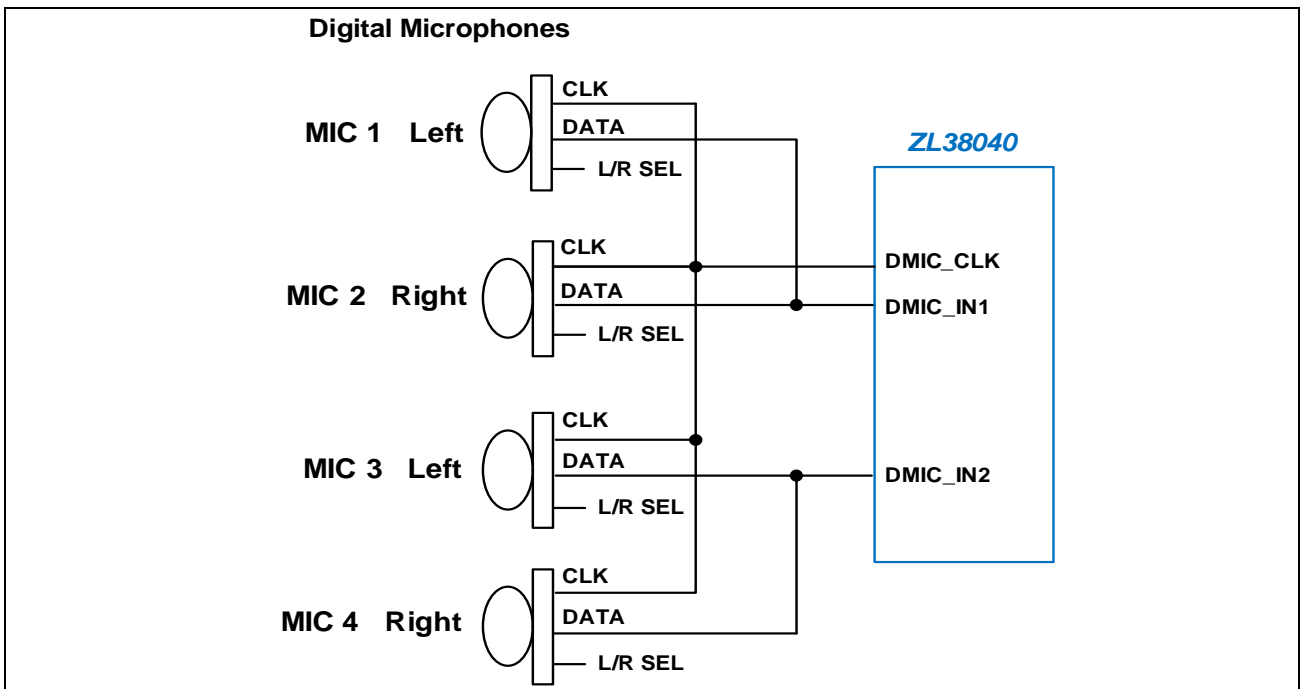 Digital Microphones
CLK
MIC 1 Left
DATA
L/R SEL
ZL38040
CLK
DMIC_CLK
MIC 2 Right
DATA
DMIC_IN1
L/R SEL
CLK
MIC 3 Left
DATA
DMIC_IN2
L/R SEL
CLK
MIC 4 Right
DATA
L/R SEL